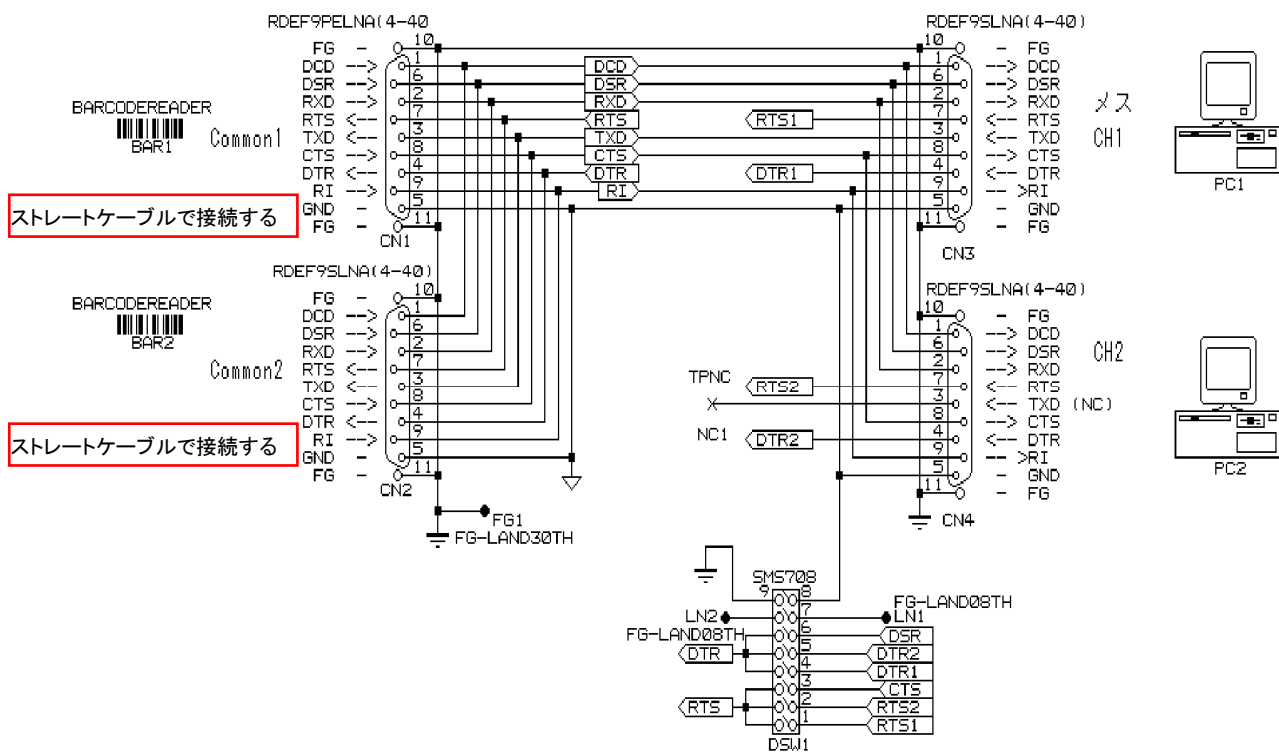 RDEF9PELNA(4-40
FG - 10
DCD --> 1
DSR --> 6
RXD --> 2
RTS <-- 7
TXD <-- 3
CTS --> 8
DTR <-- 4
RI --> 9
GND - 5
FG - 11
CN1
BARCODEREADER
BAR1
Common1
ストレートケーブルで接続する
DCD
DSR
RXD
RTS
TXD
CTS
DTR
RI
RTS1
DTR1
RDEF9SLNA(4-40)
10 - FG
1 --> DCD
6 --> DSR
2 --> RXD
7 <-- RTS
3 <-- TXD
8 --> CTS
4 <-- DTR
9 -->RI
5 - GND
11 - FG
CN3
メス
CH1
PC1
RDEF9SLNA(4-40)
FG - 10
DCD --> 1
DSR --> 6
RXD --> 2
RTS <-- 7
TXD <-- 3
CTS --> 8
DTR <-- 4
RI --> 9
GND - 5
FG - 11
CN2
BARCODEREADER
BAR2
Common2
ストレートケーブルで接続する
FG1
FG-LAND30TH
RDEF9SLNA(4-40)
10 - FG
1 --> DCD
6 --> DSR
2 --> RXD
7 <-- RTS
3 <-- TXD (NC)
8 --> CTS
4 <-- DTR
9 -->RI
5 - GND
11 - FG
CN4
CH2
PC2
TPNC
RTS2
NC1
DTR2
SMS708
9 8
7
6
5
4
3
2
1
FG-LAND08TH
LN2
LN1
FG-LAND08TH
DSR
DTR
DTR2
DTR1
CTS
RTS
RTS2
RTS1
DSW1